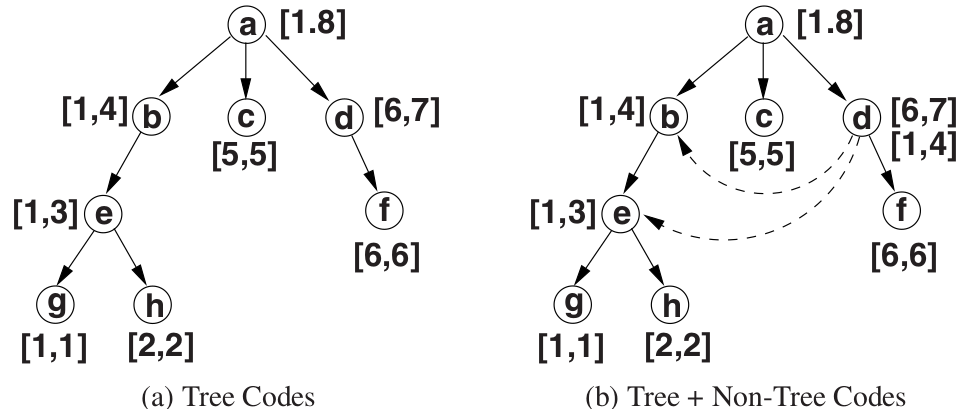 a [1.8]
[1,4] b c d [6,7]
[5,5]
[1,3] e f
[6,6]
g h
[1,1] [2,2]
(a) Tree Codes
a [1.8]
[1,4] b c d [6,7]
[1,4]
[5,5]
[1,3] e f
[6,6]
g h
[1,1] [2,2]
(b) Tree + Non-Tree Codes